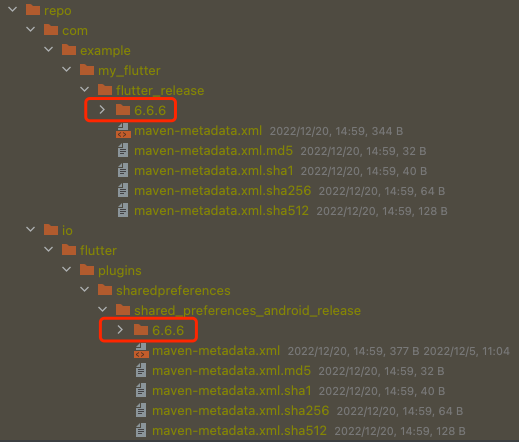 repo
com
example
my_flutter
flutter_release
6.6.6
maven-metadata.xml 2022/12/20, 14:59, 344 B
maven-metadata.xml.md5 2022/12/20, 14:59, 32 B
maven-metadata.xml.sha1 2022/12/20, 14:59, 40 B
maven-metadata.xml.sha256 2022/12/20, 14:59, 64 B
maven-metadata.xml.sha512 2022/12/20, 14:59, 128 B
io
flutter
plugins
sharedpreferences
shared_preferences_android_release
6.6.6
maven-metadata.xml 2022/12/20, 14:59, 377 B 2022/12/5, 11:04
maven-metadata.xml.md5 2022/12/20, 14:59, 32 B
maven-metadata.xml.sha1 2022/12/20, 14:59, 40 B
maven-metadata.xml.sha256 2022/12/20, 14:59, 64 B
maven-metadata.xml.sha512 2022/12/20, 14:59, 128 B